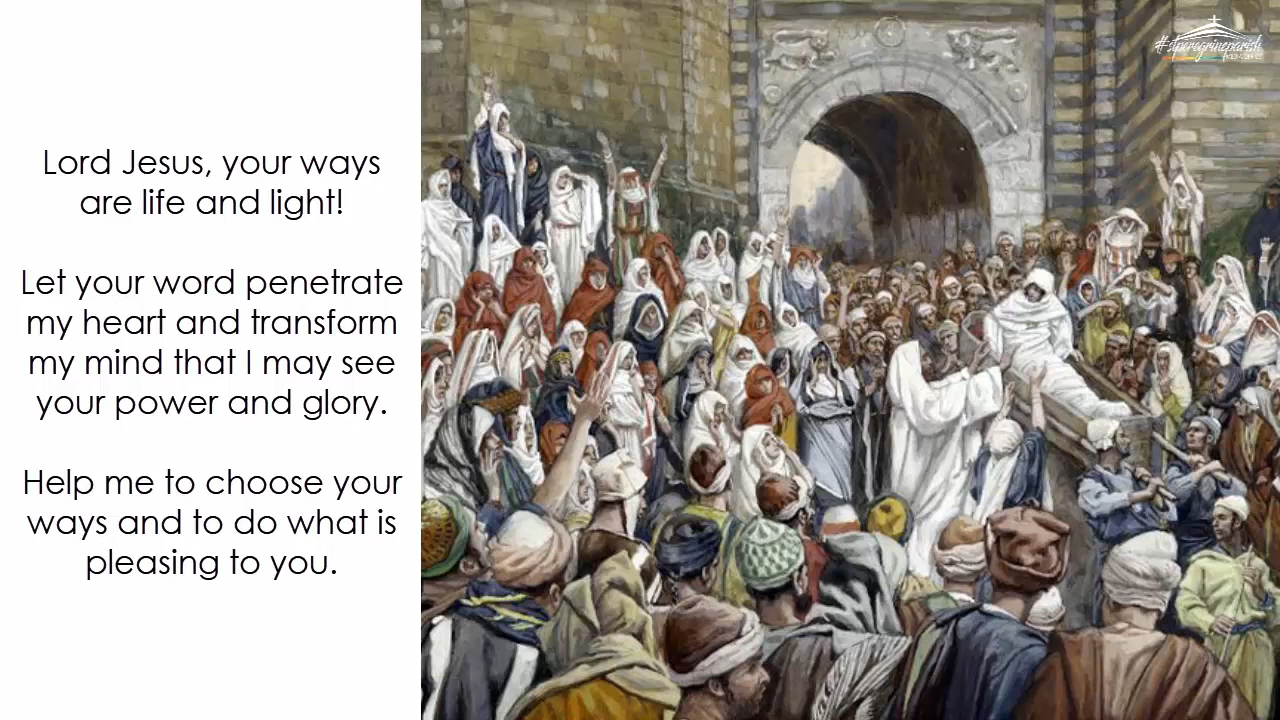 Lord Jesus, your ways
are life and light!
Let your word penetrate
my heart and transform
my mind that I may see
your power and glory.
Help me to choose your
ways and to do what is
pleasing to you.
#stperegrineparish